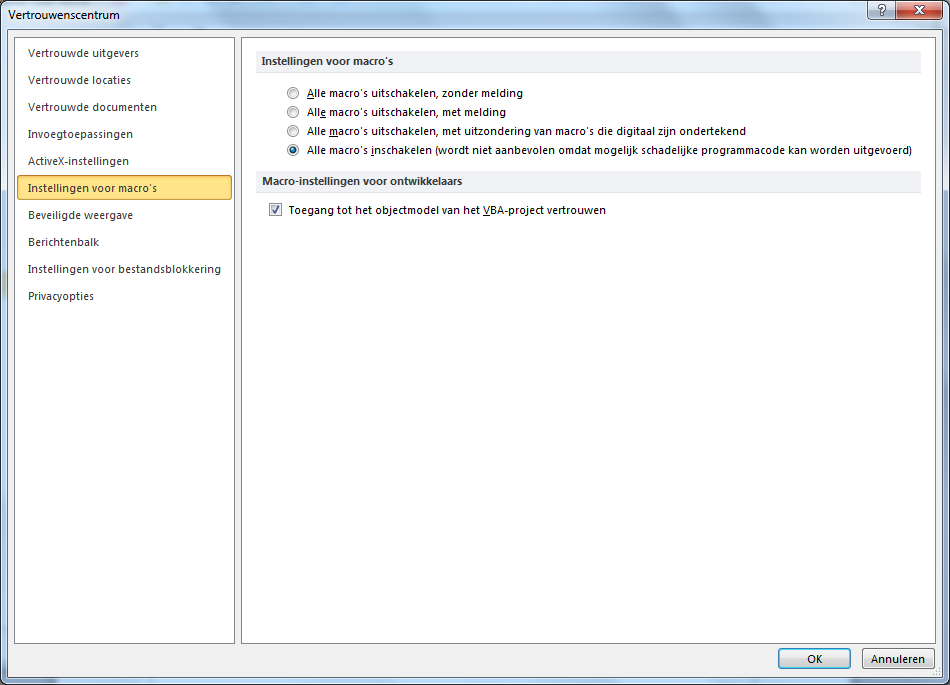 Vertrouwenscentrum
?
Vertrouwde uitgevers
Vertrouwde locaties
Vertrouwde documenten
Invoegtoepassingen
ActiveX-instellingen
Instellingen voor macro's
Beveiligde weergave
Berichtenbalk
Instellingen voor bestandsblokkering
Privacyopties
Instellingen voor macro's
Alle macro's uitschakelen, zonder melding
Alle macro's uitschakelen, met melding
Alle macro's uitschakelen, met uitzondering van macro's die digitaal zijn ondertekend
Alle macro's inschakelen (wordt niet aanbevolen omdat mogelijk schadelijke programmacode kan worden uitgevoerd)
Macro-instellingen voor ontwikkelaars
Toegang tot het objectmodel van het VBA-project vertrouwen
OK
Annuleren